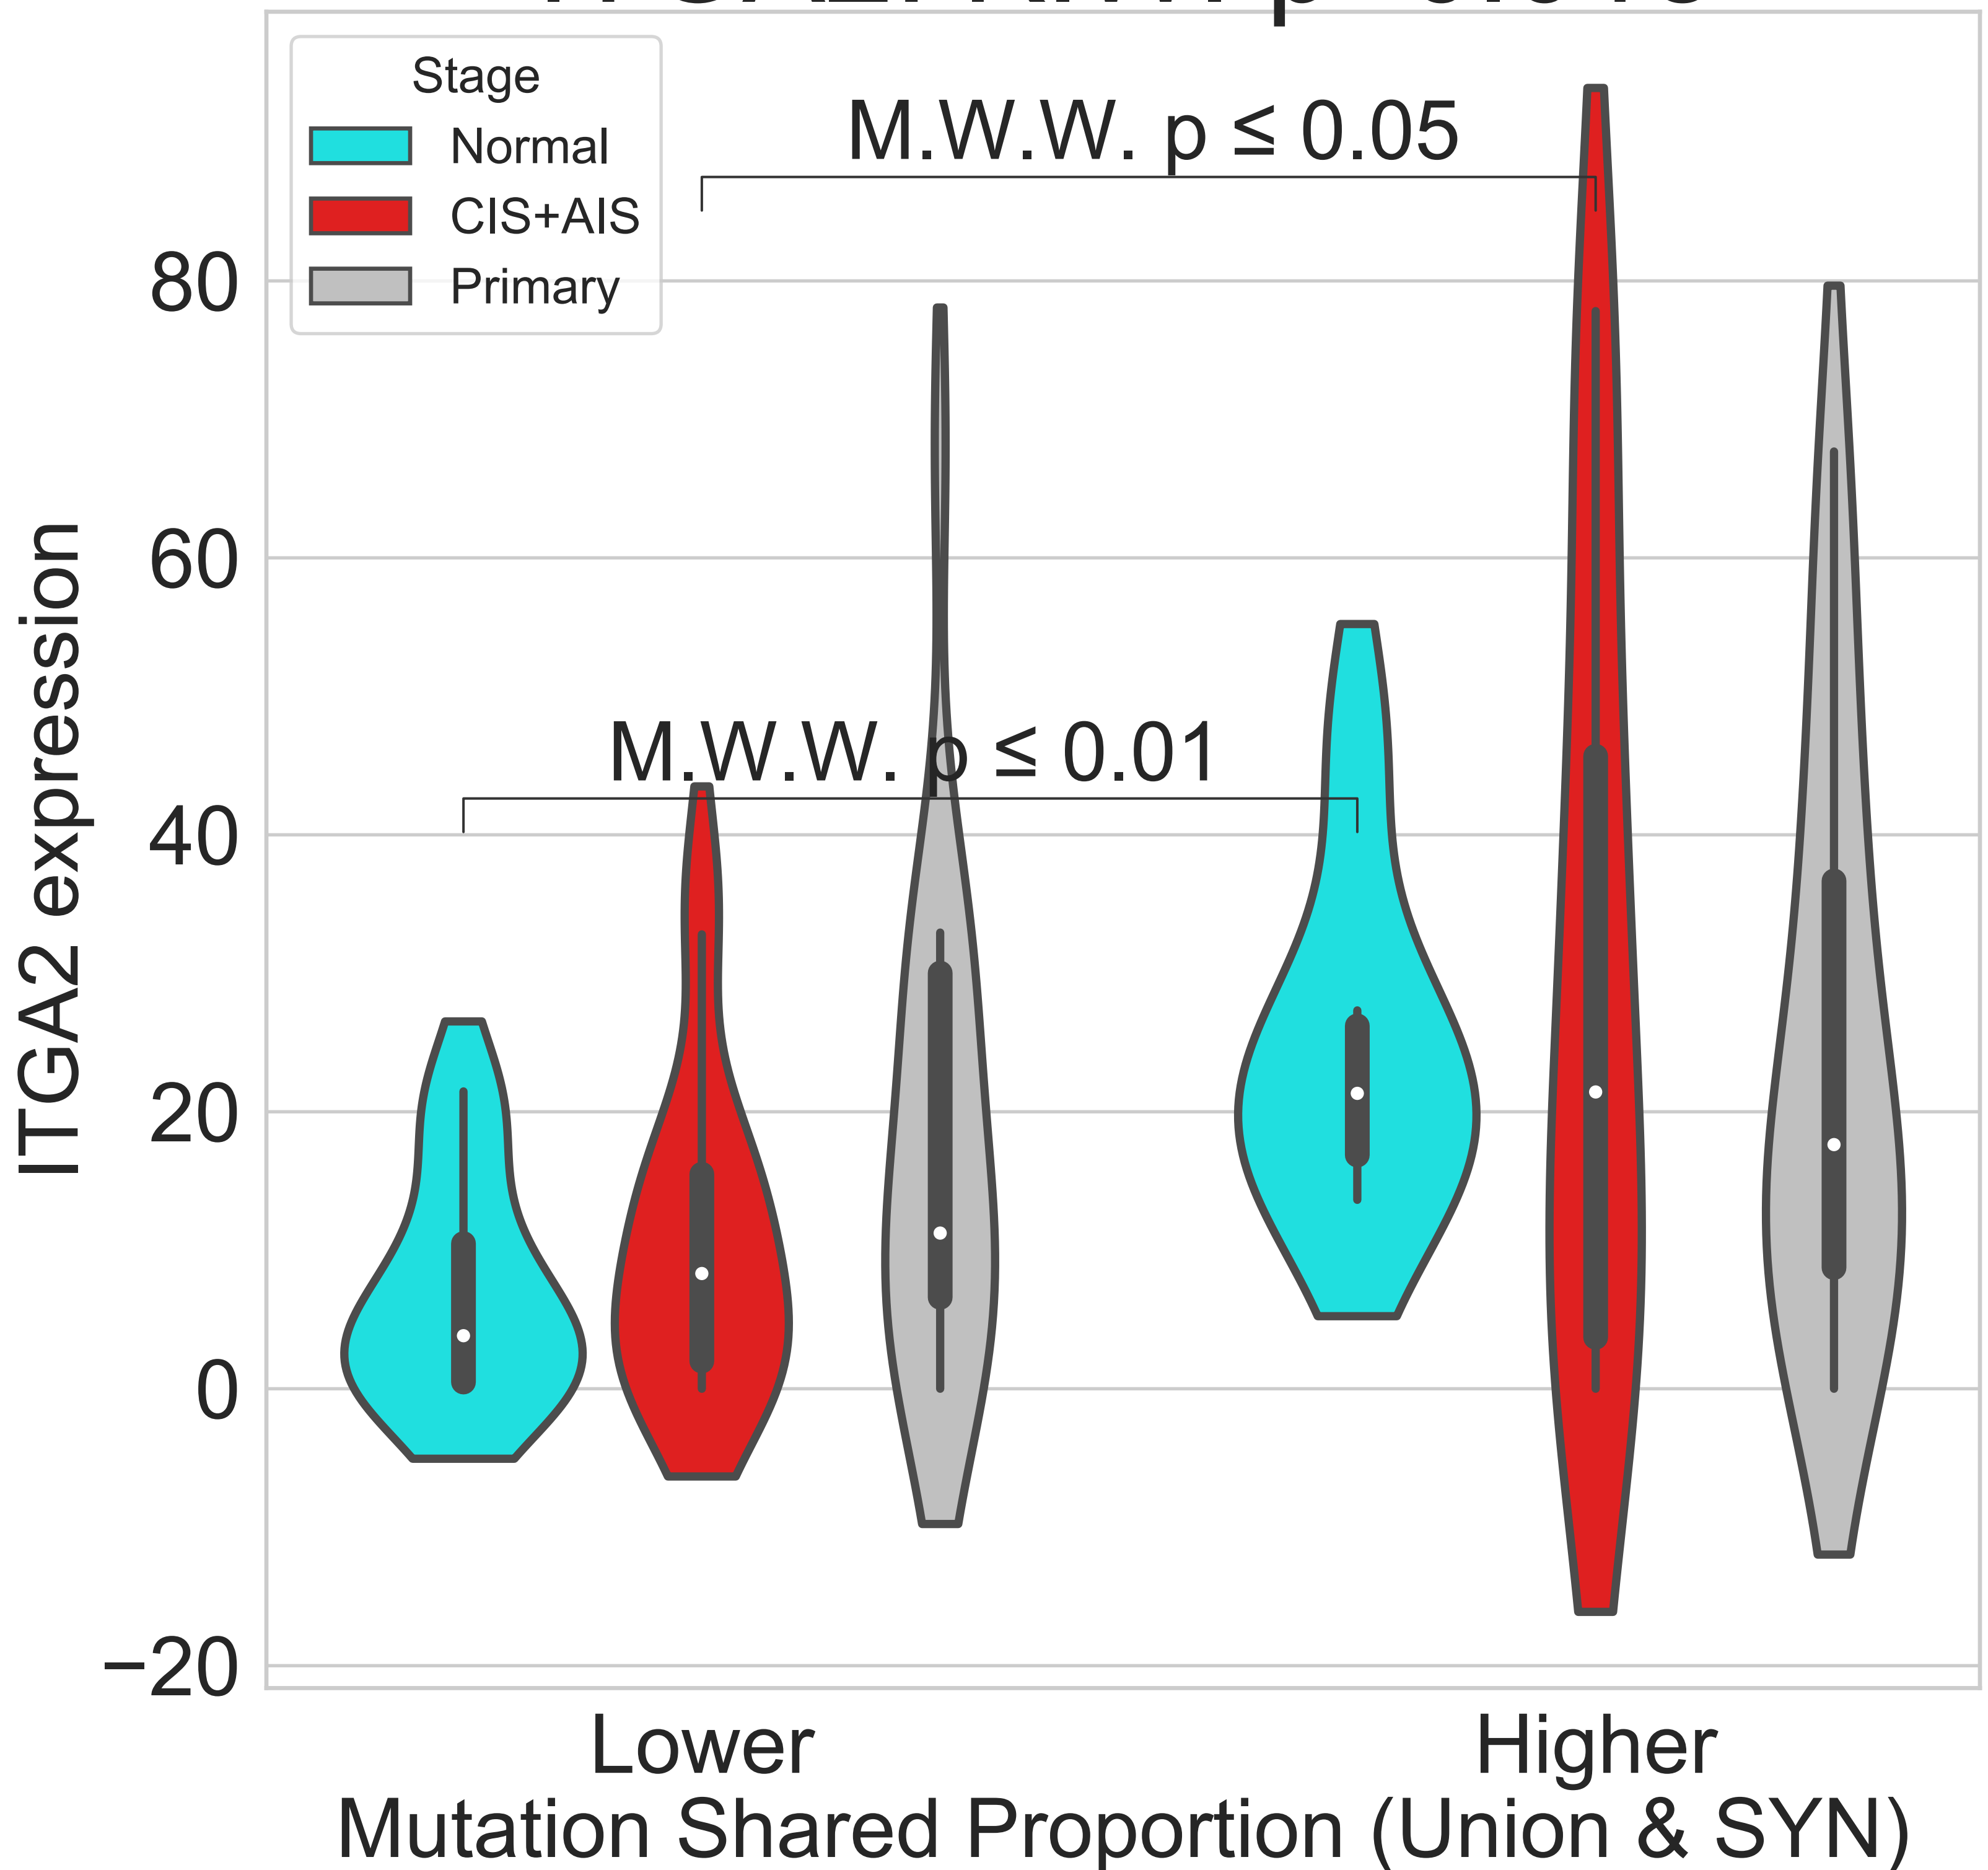 Stage
Normal
CIS+AIS
Primary
M.W.W. p ≤ 0.05
M.W.W. p ≤ 0.01
80
60
40
20
0
−20
ITGA2 expression
Lower
Higher
Mutation Shared Proportion (Union & SYN)